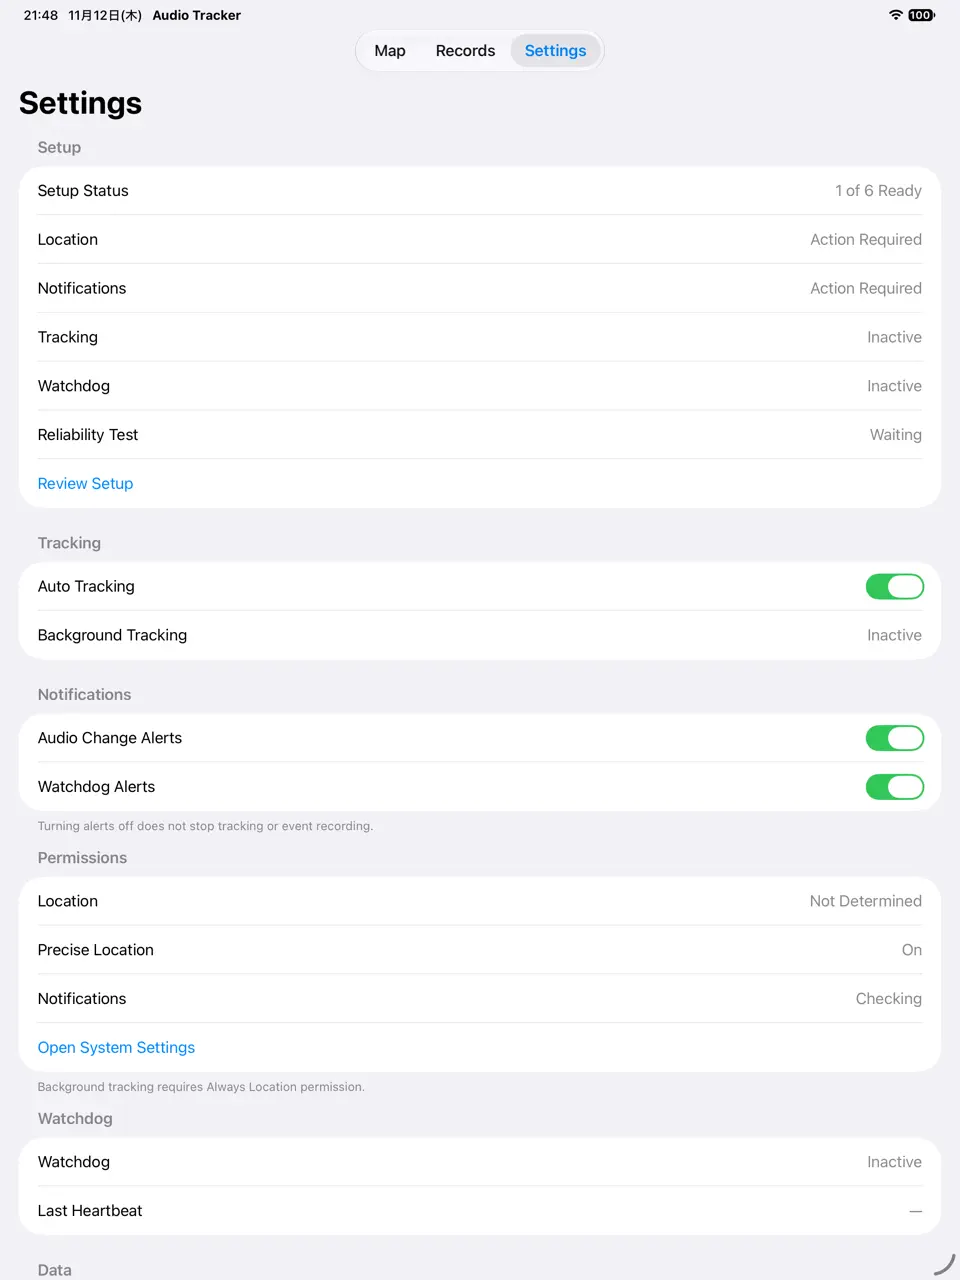 21:48 11月12日(木) Audio Tracker 100
Map Records Settings
Settings
Setup
Setup Status 1 of 6 Ready
Location Action Required
Notifications Action Required
Tracking Inactive
Watchdog Inactive
Reliability Test Waiting
Review Setup
Tracking
Auto Tracking
Background Tracking Inactive
Notifications
Audio Change Alerts
Watchdog Alerts
Turning alerts off does not stop tracking or event recording.
Permissions
Location Not Determined
Precise Location On
Notifications Checking
Open System Settings
Background tracking requires Always Location permission.
Watchdog
Watchdog Inactive
Last Heartbeat —
Data